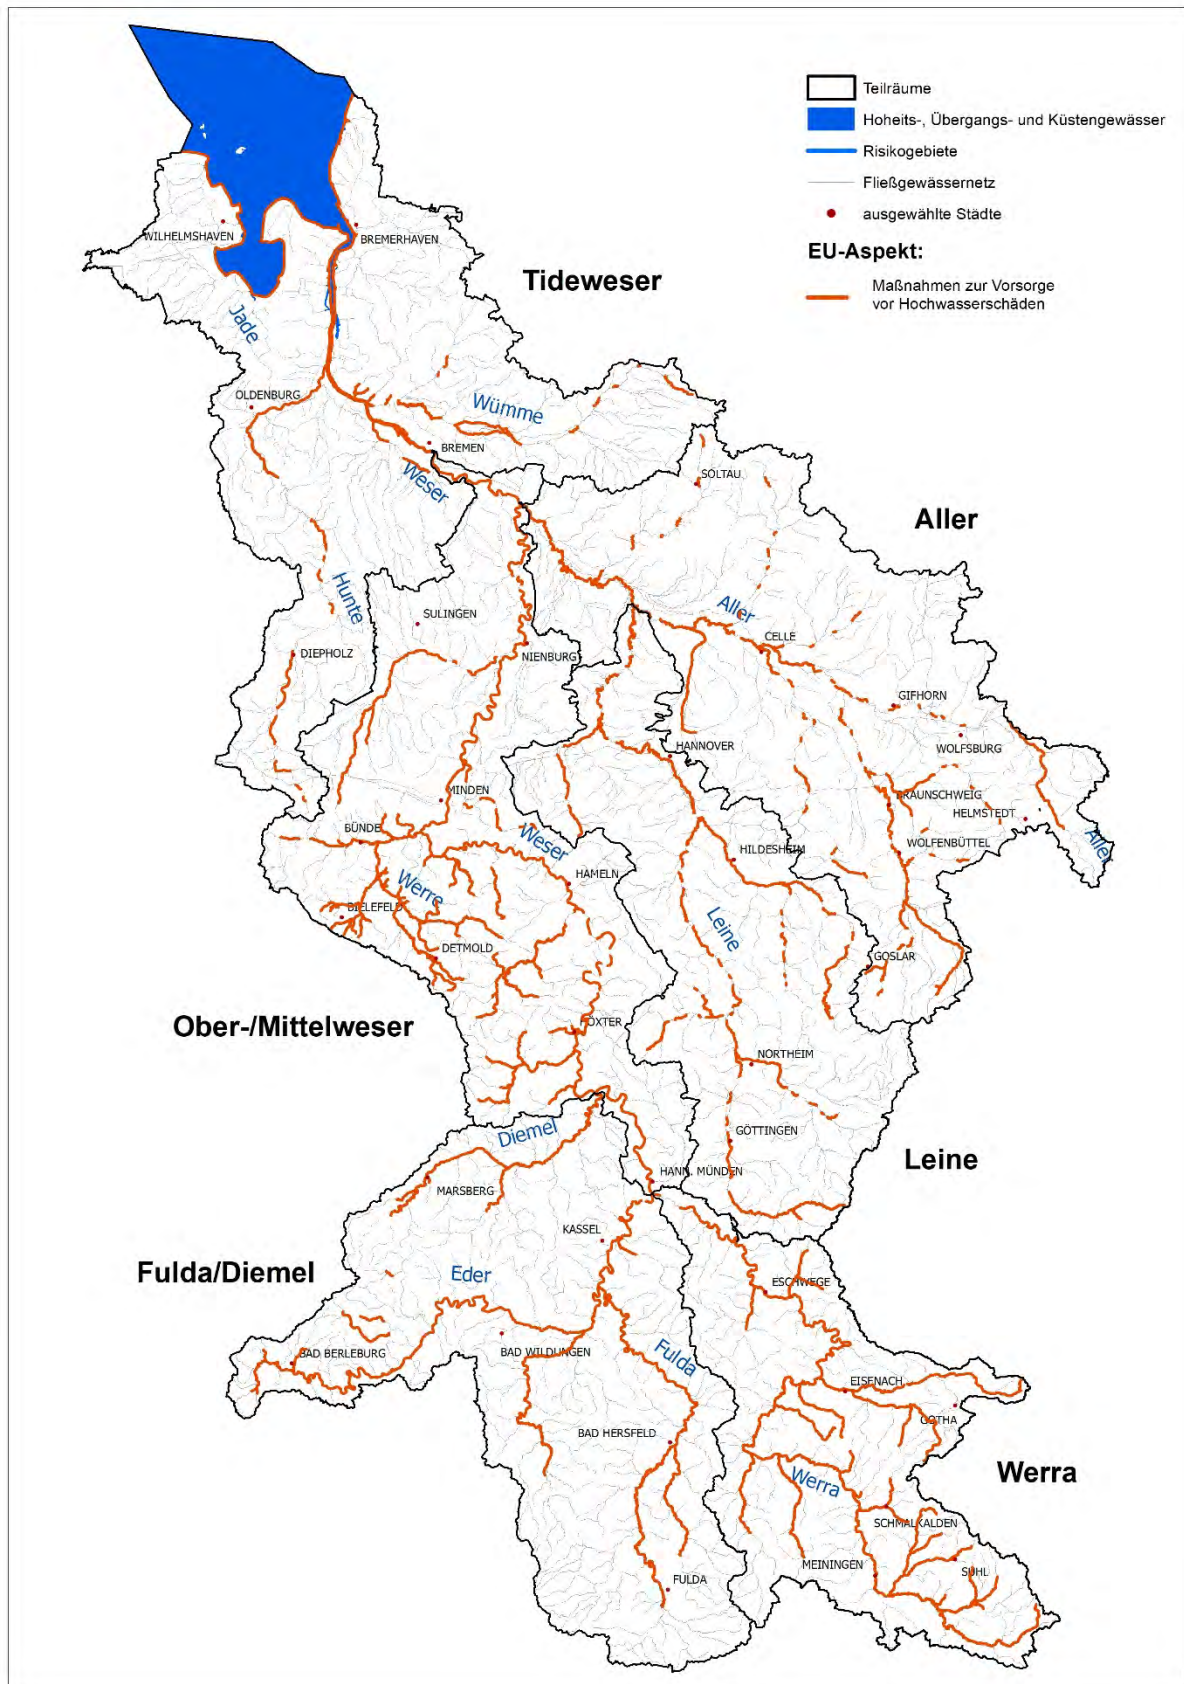 Teilräume
Hoheits-, Übergangs- und Küstengewässer
Risikogebiete
Fließgewässernetz
ausgewählte Städte
EU-Aspekt:
Maßnahmen zur Vorsorge
vor Hochwasserschäden
WILHELMSHAVEN
BREMERHAVEN
Tideweser
Jade
OLDENBURG
Wümme
BREMEN
Weser
SOLTAU
Aller
Hunte
SULINGEN
Aller
CELLE
DIEPHOLZ
NIENBURG
GIFHORN
HANNOVER
WOLFSBURG
MINDEN
BRAUNSCHWEIG
HELMSTEDT
BÜNDE
Weser
WOLFENBÜTTEL
Aller
HILDESHEIM
HAMELN
Werre
BIELEFELD
Leine
DETMOLD
GOSLAR
Ober-/Mittelweser
HÖXTER
NORTHEIM
Diemel
GÖTTINGEN
Leine
HANN. MÜNDEN
MARSBERG
KASSEL
Fulda/Diemel
Eder
ESCHWEGE
BAD BERLEBURG
BAD WILDUNGEN
Fulda
EISENACH
GOTHA
BAD HERSFELD
Werra
Werra
SCHMALKALDEN
MEININGEN
SUHL
FULDA